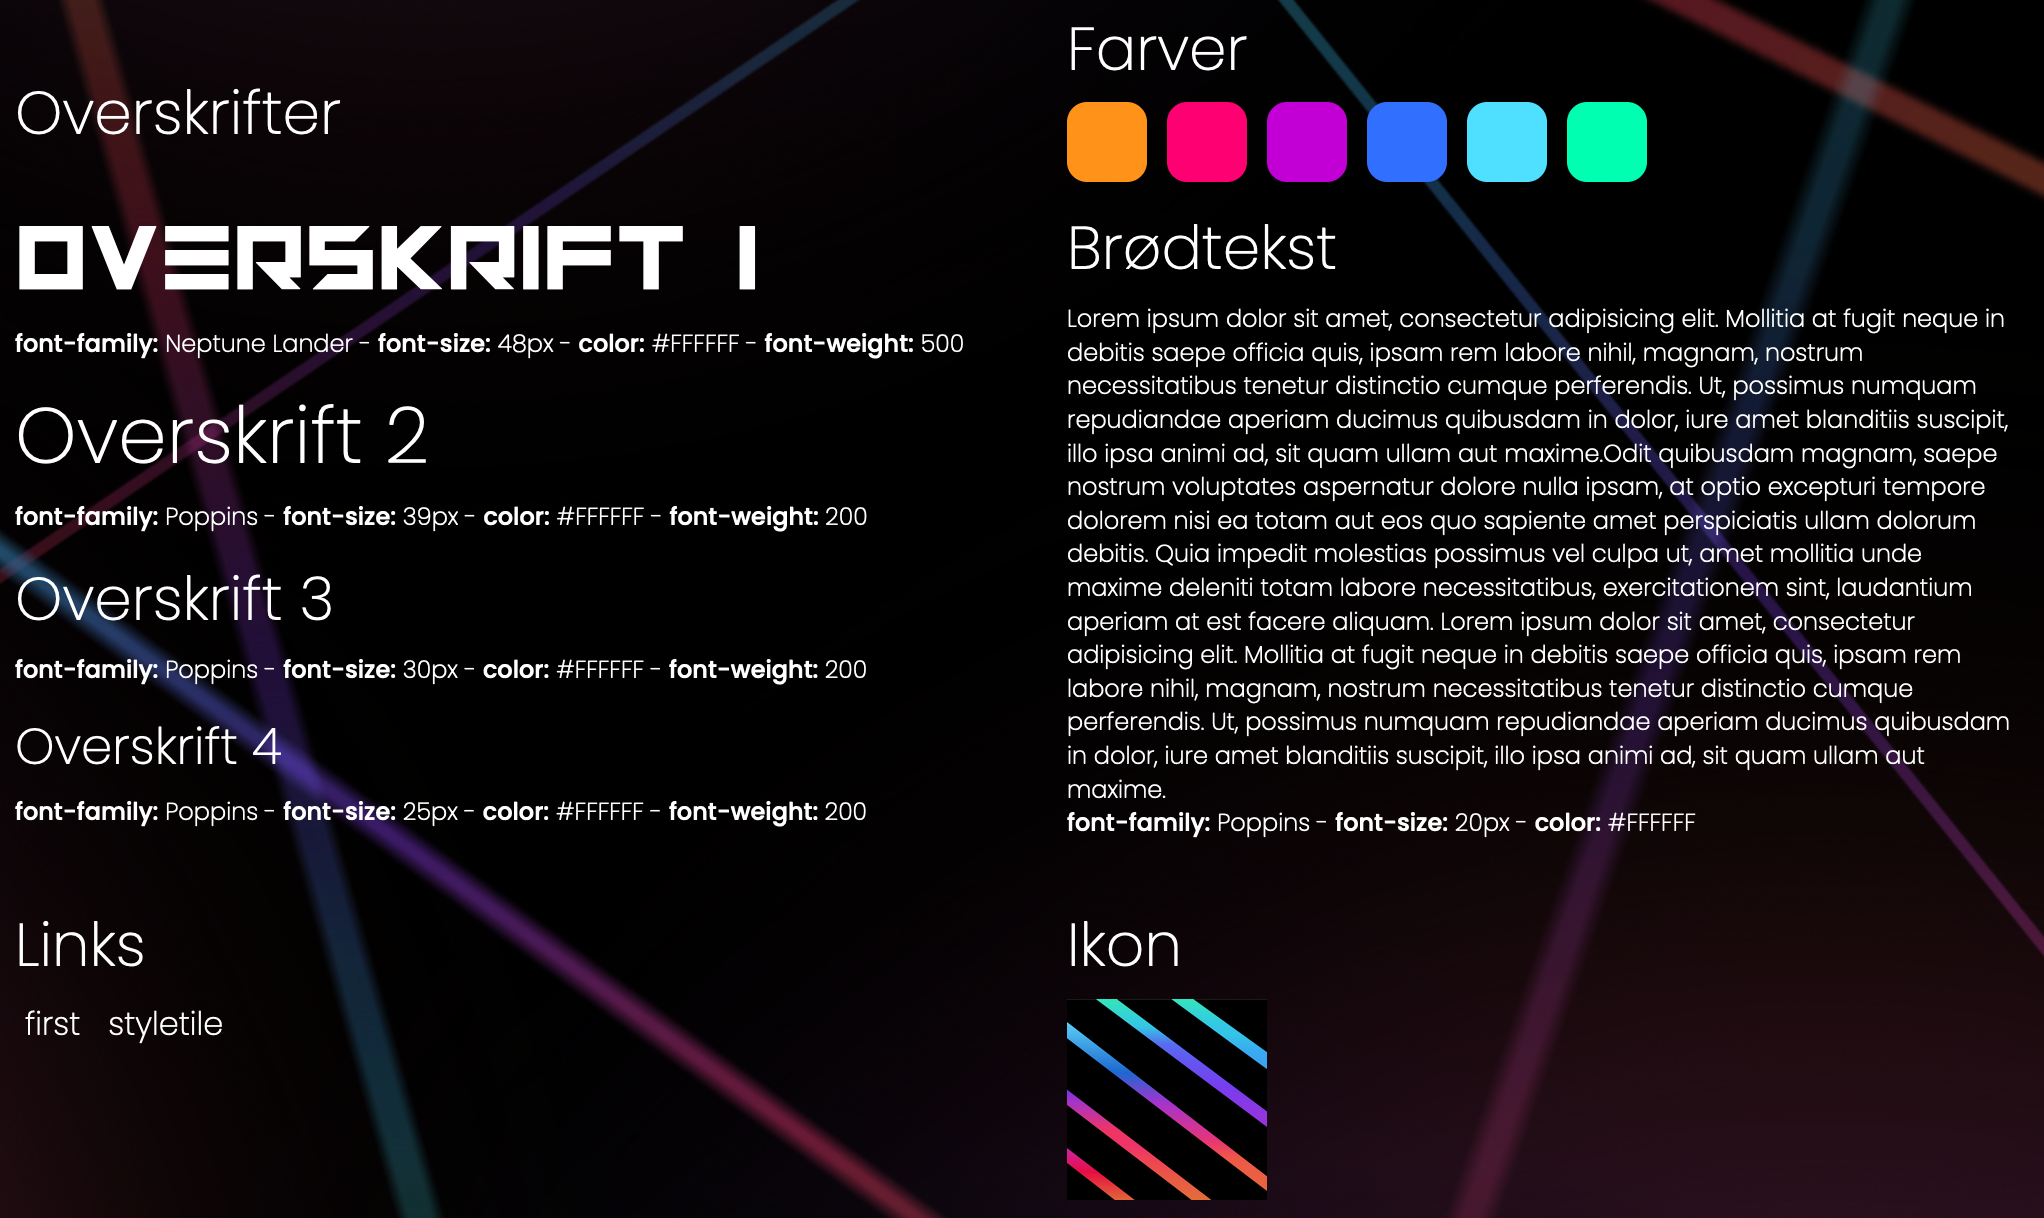 Overskrifter
OVERSKRIFT 1
font-family: Neptune Lander - font-size: 48px - color: #FFFFFF - font-weight: 500
Overskrift 2
font-family: Poppins - font-size: 39px - color: #FFFFFF - font-weight: 200
Overskrift 3
font-family: Poppins - font-size: 30px - color: #FFFFFF - font-weight: 200
Overskrift 4
font-family: Poppins - font-size: 25px - color: #FFFFFF - font-weight: 200
Links
first styletile
Farver
Brødtekst
Lorem ipsum dolor sit amet, consectetur adipisicing elit. Mollitia at fugit neque in
debitis saepe officia quis, ipsam rem labore nihil, magnam, nostrum
necessitatibus tenetur distinctio cumque perferendis. Ut, possimus numquam
repudiandae aperiam ducimus quibusdam in dolor, iure amet blanditiis suscipit,
illo ipsa animi ad, sit quam ullam aut maxime.Odit quibusdam magnam, saepe
nostrum voluptates aspernatur dolore nulla ipsam, at optio excepturi tempore
dolorem nisi ea totam aut eos quo sapiente amet perspiciatis ullam dolorum
debitis. Quia impedit molestias possimus vel culpa ut, amet mollitia unde
maxime deleniti totam labore necessitatibus, exercitationem sint, laudantium
aperiam at est facere aliquam. Lorem ipsum dolor sit amet, consectetur
adipisicing elit. Mollitia at fugit neque in debitis saepe officia quis, ipsam rem
labore nihil, magnam, nostrum necessitatibus tenetur distinctio cumque
perferendis. Ut, possimus numquam repudiandae aperiam ducimus quibusdam
in dolor, iure amet blanditiis suscipit, illo ipsa animi ad, sit quam ullam aut
maxime.
font-family: Poppins - font-size: 20px - color: #FFFFFF
Ikon